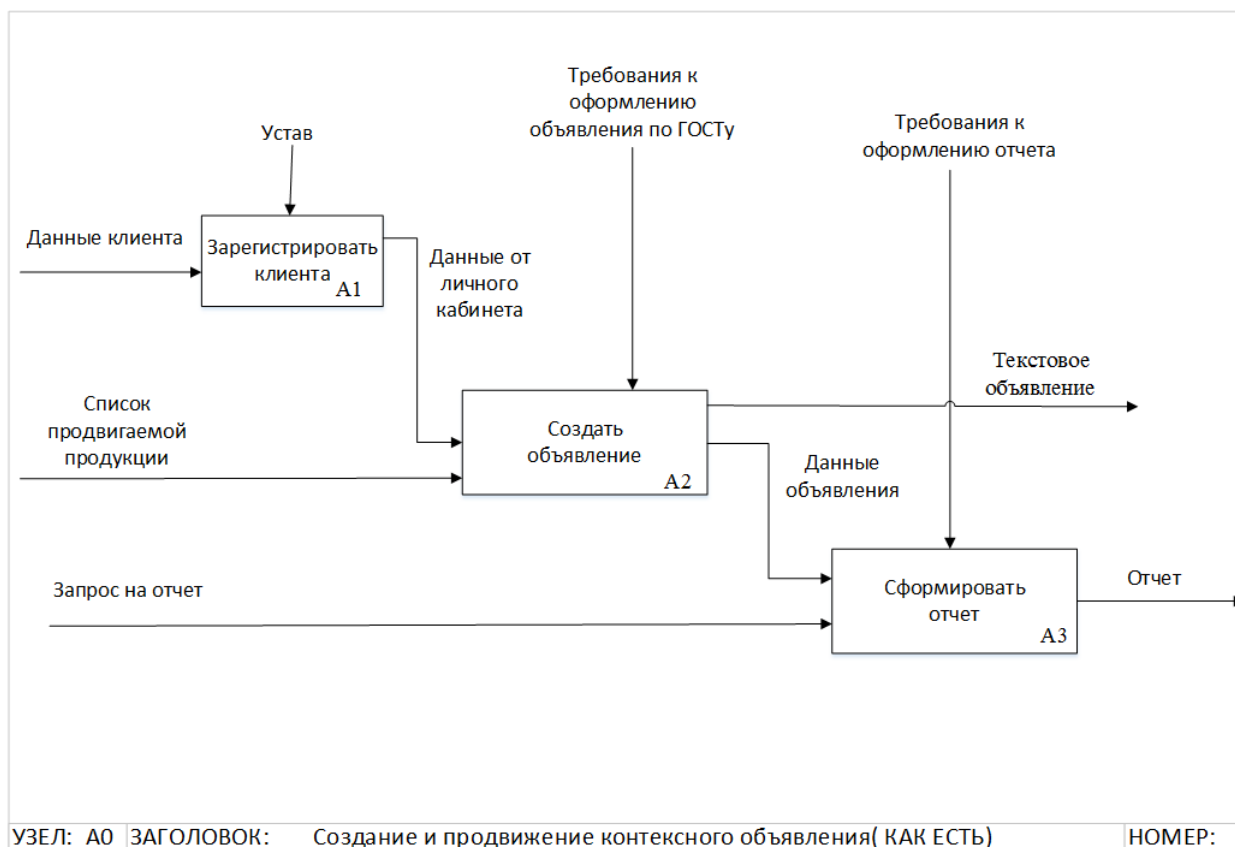 Требования к
оформлению
объявления по ГОСТу
Требования к
оформлению отчета
Устав
Данные клиента
Зарегистрировать
клиента
A1
Данные от
личного
кабинета
Текстовое
объявление
Список
продвигаемой
продукции
Создать
объявление
A2
Данные
объявления
Запрос на отчет
Сформировать
отчет
A3
Отчет
УЗЕЛ: A0 ЗАГОЛОВОК: Создание и продвижение контексного объявления( КАК ЕСТЬ) НОМЕР: